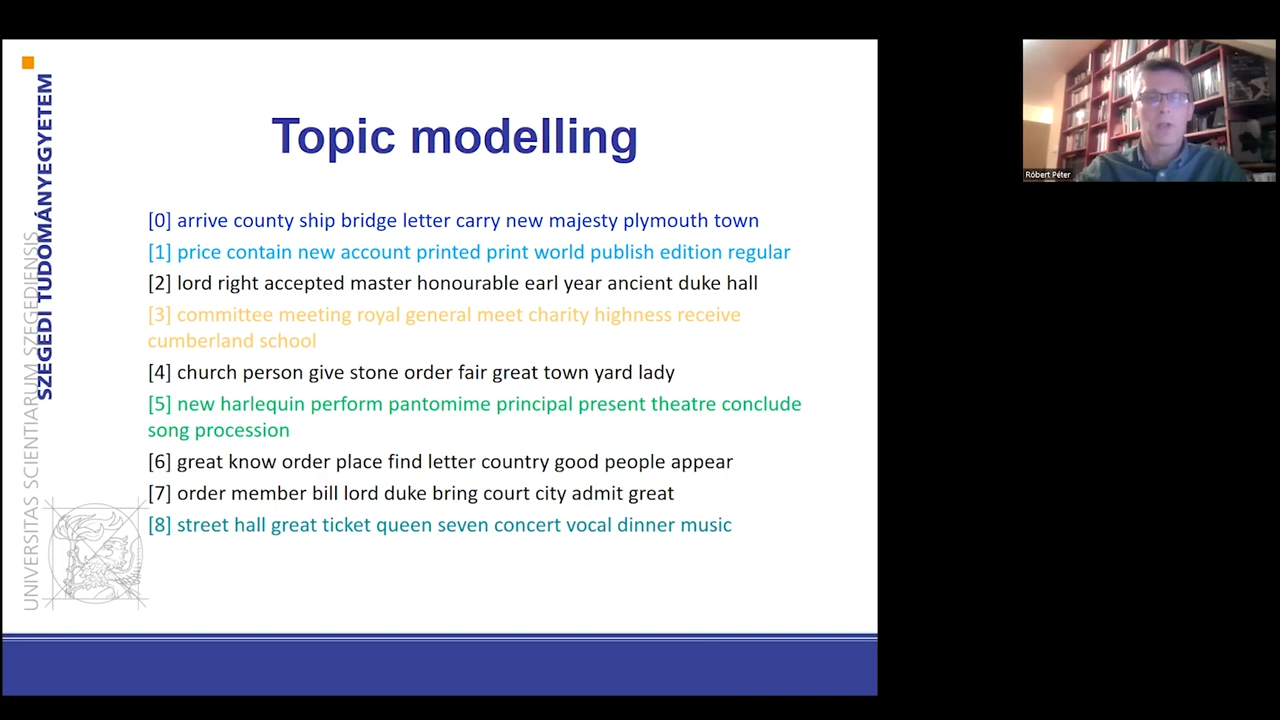 SZEGEDI TUDOMÁNYEGYETEM
UNIVERSITAS SCIENTIARUM SZEGEDIENSIS
Topic modelling
[0] arrive county ship bridge letter carry new majesty plymouth town
[1] price contain new account printed print world publish edition regular
[2] lord right accepted master honourable earl year ancient duke hall
[3] committee meeting royal general meet charity highness receive
cumberland school
[4] church person give stone order fair great town yard lady
[5] new harlequin perform pantomime principal present theatre conclude
song procession
[6] great know order place find letter country good people appear
[7] order member bill lord duke bring court city admit great
[8] street hall great ticket queen seven concert vocal dinner music
Róbert Péter